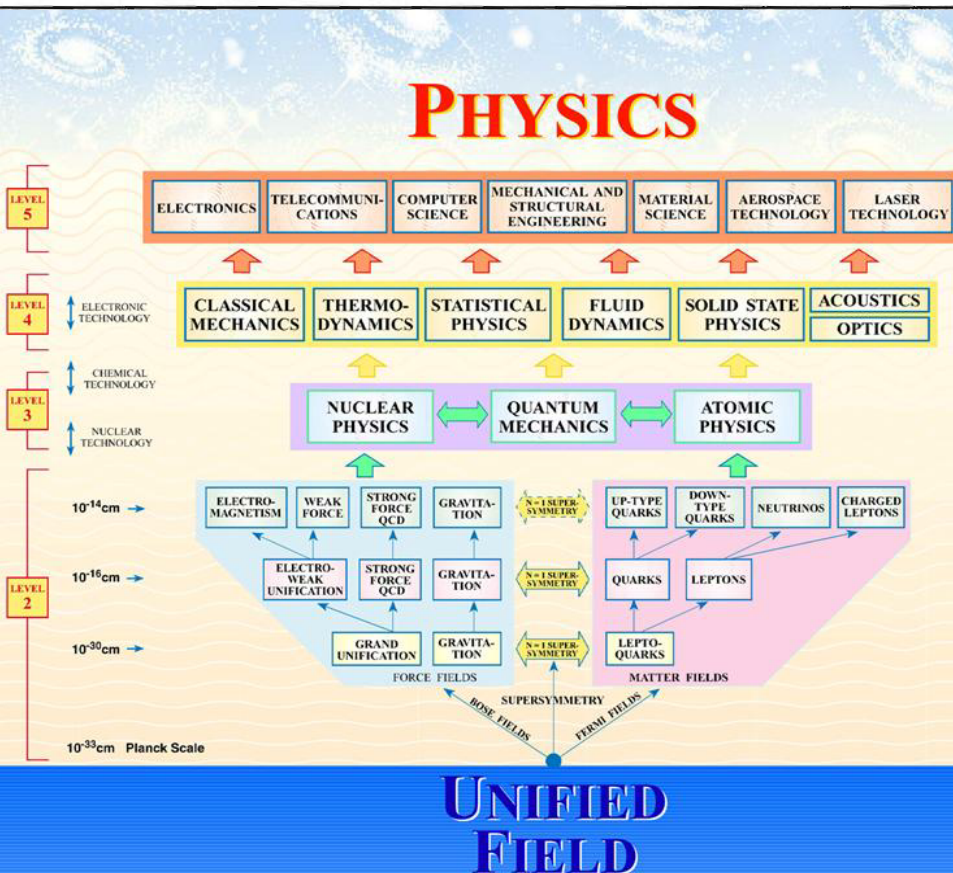 PHYSICS
LEVEL
5
ELECTRONICS
TELECOMMUNI-
CATIONS
COMPUTER
SCIENCE
MECHANICAL AND
STRUCTURAL
ENGINEERING
MATERIAL
SCIENCE
AEROSPACE
TECHNOLOGY
LASER
TECHNOLOGY
LEVEL
4
ELECTRONIC
TECHNOLOGY
CLASSICAL
MECHANICS
THERMO-
DYNAMICS
STATISTICAL
PHYSICS
FLUID
DYNAMICS
SOLID STATE
PHYSICS
ACOUSTICS
OPTICS
CHEMICAL
TECHNOLOGY
LEVEL
3
NUCLEAR
TECHNOLOGY
NUCLEAR
PHYSICS
QUANTUM
MECHANICS
ATOMIC
PHYSICS
LEVEL
2
10⁻¹⁴cm
ELECTRO-
MAGNETISM
WEAK
FORCE
STRONG
FORCE
QCD
GRAVITA-
TION
N = 1 SUPER-
SYMMETRY
UP-TYPE
QUARKS
DOWN-
TYPE
QUARKS
NEUTRINOS
CHARGED
LEPTONS
10⁻¹⁶cm
ELECTRO-
WEAK
UNIFICATION
STRONG
FORCE
QCD
GRAVITA-
TION
N = 1 SUPER-
SYMMETRY
QUARKS
LEPTONS
10⁻³⁰cm
GRAND
UNIFICATION
GRAVITA-
TION
N = 1 SUPER-
SYMMETRY
LEPTO-
QUARKS
FORCE FIELDS
MATTER FIELDS
SUPERSYMMETRY
BOSE FIELDS
FERMI FIELDS
10⁻³³cm Planck Scale
UNIFIED
FIELD